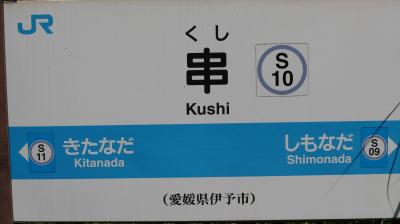 JR
くし
串
Kushi
S
10
S
11
きたなだ
Kitanada
しもなだ
Shimonada
S
09
(愛媛県伊予市)